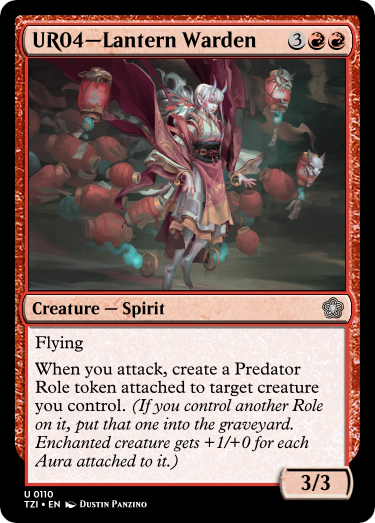 UR04—Lantern Warden 3
Creature — Spirit
Flying
When you attack, create a Predator
Role token attached to target creature
you control. (If you control another Role
on it, put that one into the graveyard.
Enchanted creature gets +1/+0 for each
Aura attached to it.)
3/3
U 0110
TZI • EN Dustin Panzino